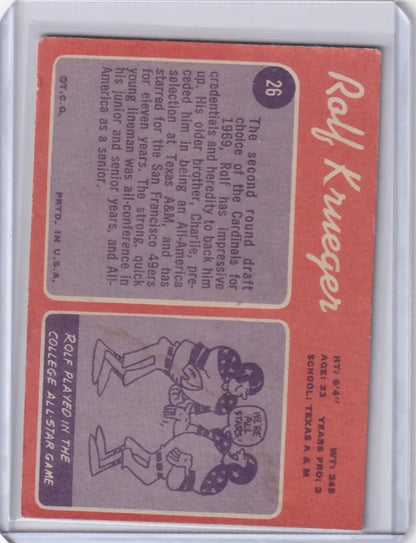 26
Rolf Krueger
HT: 6'4" WT: 245
AGE: 23 YEARS PRO: 2
SCHOOL: TEXAS A & M
The second round draft
choice of the Cardinals for
1969, Rolf has impressive
credentials and heredity to back him
up. His older brother, Charlie, pre-
ceded him in being an All-America
selection at Texas A&M, and has
starred for the San Francisco 49ers
for eleven years. The strong, quick
young lineman was all-conference in
his junior and senior years, and All-
America as a senior.
©T.C.G. PRTD. IN U.S.A.
WE'RE
ALL
STARS!
ROLF PLAYED IN THE
COLLEGE ALL-STAR GAME